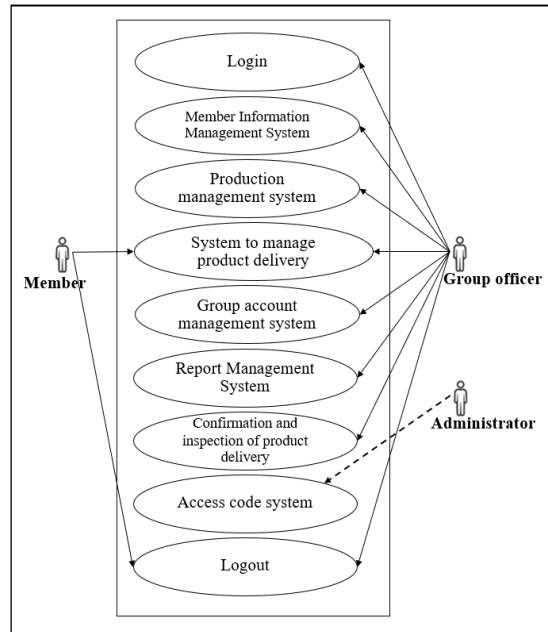 Login
Member Information
Management System
Production
management system
System to manage
product delivery
Member
Group officer
Group account
management system
Report Management
System
Administrator
Confirmation and
inspection of product
delivery
Access code system
Logout